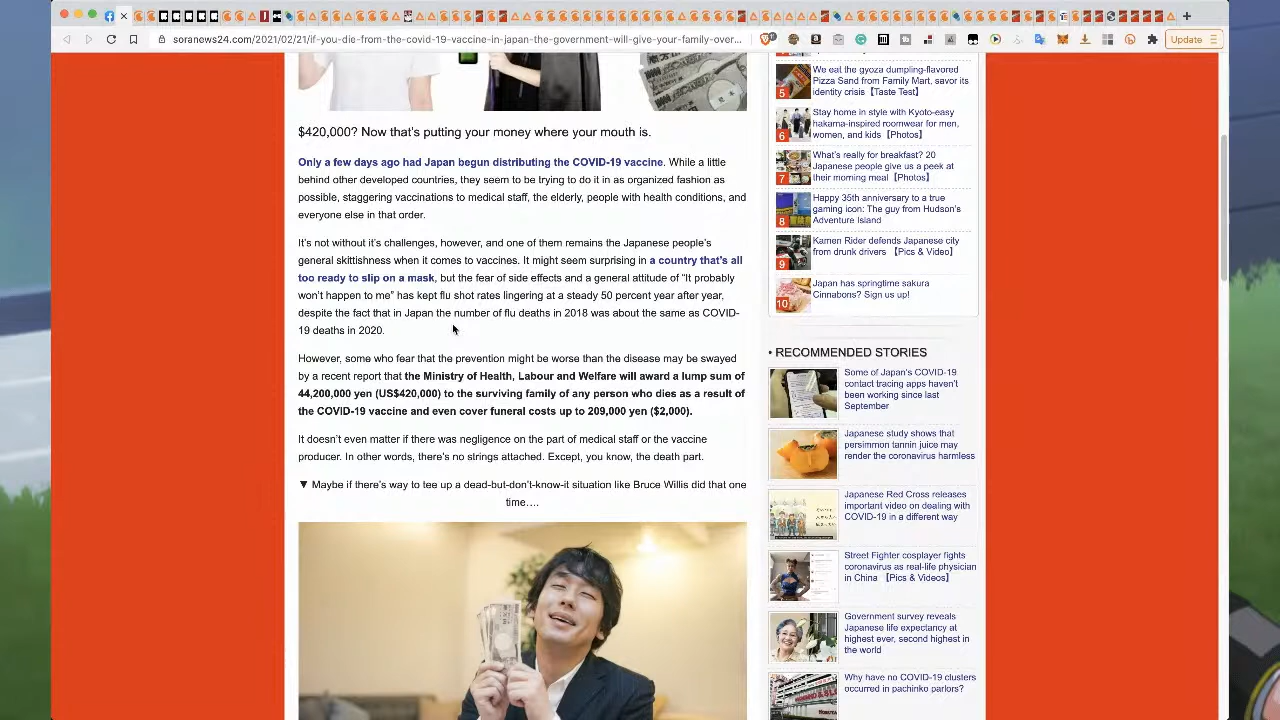 soranews24.com/2021/02/21/if-you-die-from-the-covid-19-vaccine-in-japan-the-government-will-give-your-family-over...
Update
$420,000? Now that's putting your money where your mouth is.
Only a few days ago had Japan begun distributing the COVID-19 vaccine. While a little
behind other developed countries, they seem to be trying to do it in as organized fashion as
possible, offering vaccinations to medical staff, the elderly, people with health conditions, and
everyone else in that order.
It's not without its challenges however, and one problem remains in Japanese people's
general skittishness when it comes to vaccines. It might seem surprising in a country that's all
too ready to slip on a mask, but the fear of side effects and a general attitude of "It probably
won't happen to me" has kept flu shot rates lingering at a steady 50 percent year after year,
despite the fact that in Japan the number of flu deaths in 2018 was about the same as COVID-
19 deaths in 2020.
However, some who fear that the prevention might be worse than the disease may be swayed
by a recent report that the Ministry of Health, Labour and Welfare will award a lump sum of
44,200,000 yen (US$420,000) to the surviving family of any person who dies as a result of
the COVID-19 vaccine and even cover funeral costs up to 209,000 yen ($2,000).
It doesn't matter whether there was negligence on the part of medical staff or the vaccine
producer. In other words, there's no strings attached. Except, you know, the death part.
▼ Maybe if there's way to tee up a dead-but-don't-know-it situation like Bruce Willis did that one
time….
5
We eat the gyoza dumpling-flavored
Pizza Sand from Family Mart, savor its
identity crisis【Taste Test】
6
Stay home in style with Kyoto-easy
hakama-inspired roomwear for men,
women, and kids【Photos】
7
What's really for breakfast? 20
Japanese people give us a peek at
their morning meal【Photos】
8
Happy 35th anniversary to a true
gaming icon: The guy from Hudson's
Adventure Island
9
Kamen Rider defends Japanese city
from drunk drivers【Pics & Video】
10
Japan has springtime sakura
Cinnabons? Sign us up!
• RECOMMENDED STORIES
Some of Japan's COVID-19
contact tracing apps haven't
been working since last
September
Japanese study shows that
persimmon tannin juice may
render the coronavirus harmless
Japanese Red Cross releases
important video on dealing with
COVID-19 in a different way
Street Fighter cosplayer fights
coronavirus as real-life physician
in China 【Pics & Videos】
Government survey reveals
Japanese life expectancy at
highest ever, second highest in
the world
Why have no COVID-19 clusters
occurred in pachinko parlors?